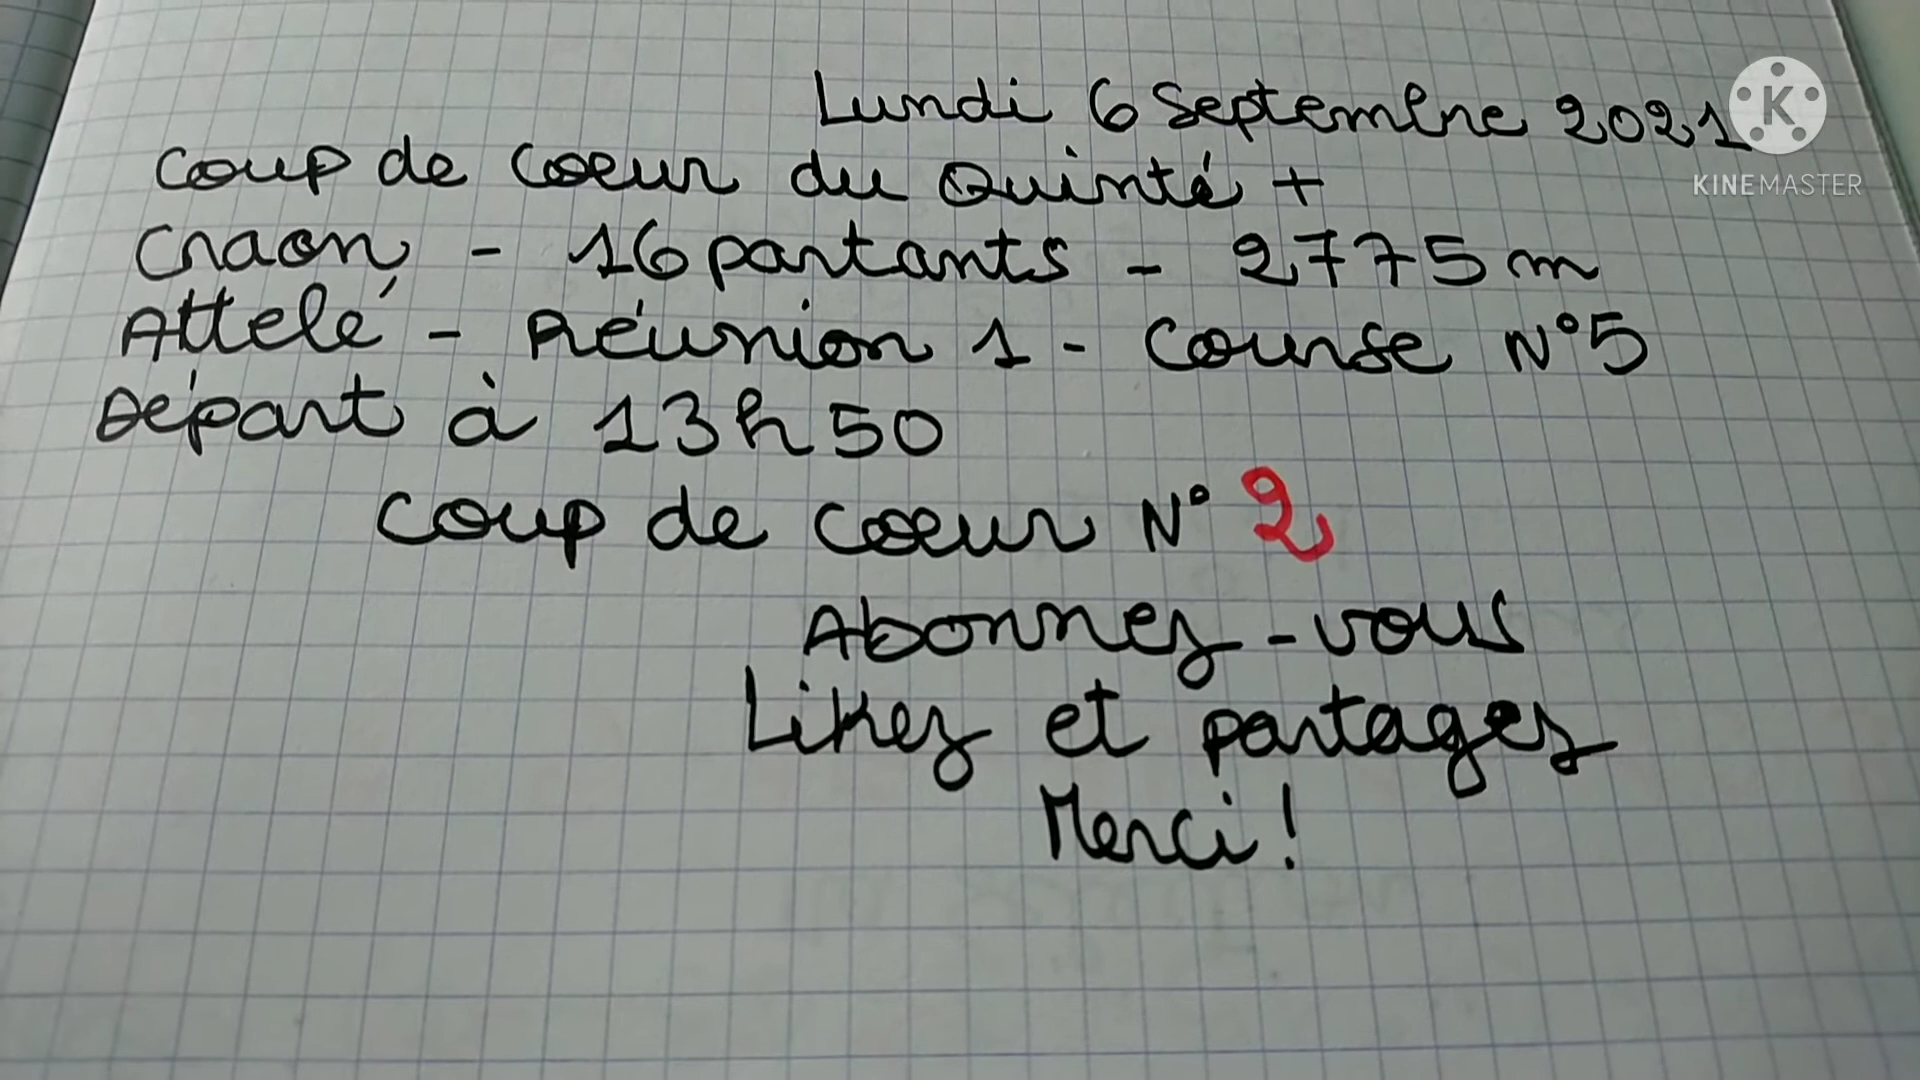 Lundi 6 Septembre 2021
K
KINEMASTER
Coup de coeur du Quinté +
Craon - 16 partants - 2775 m
Attelé - Réunion 1 - Course N°5
Départ à 13h50
Coup de coeur N° 2
Abonnez-vous
Likez et partagez
Merci !